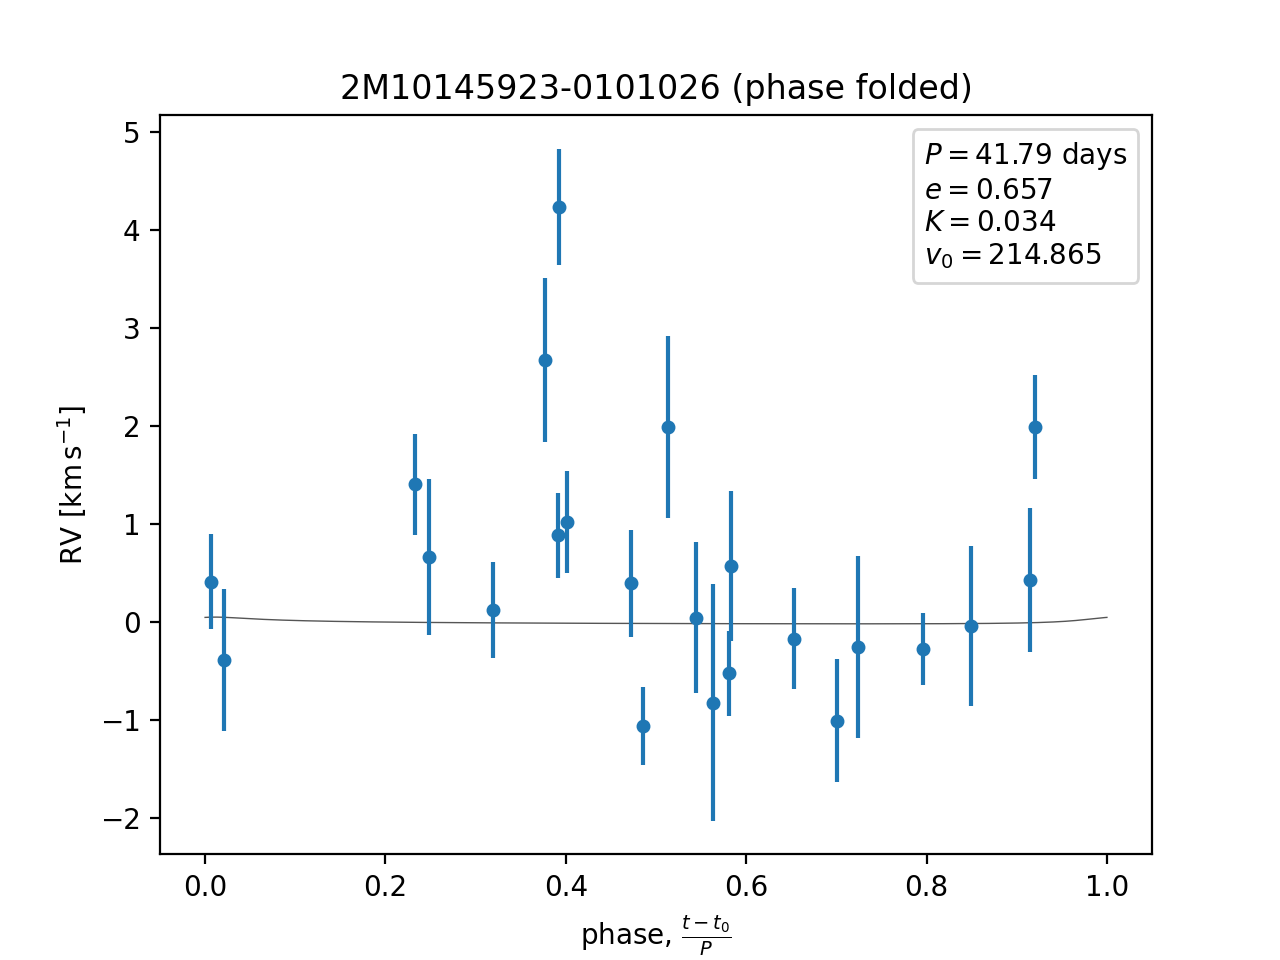 2M10145923-0101026 (phase folded)
P = 41.79 days
e = 0.657
K = 0.034
v₀ = 214.865
RV [km s⁻¹]
5
4
3
2
1
0
−1
−2
0.0 0.2 0.4 0.6 0.8 1.0
phase, (t − t₀)/P